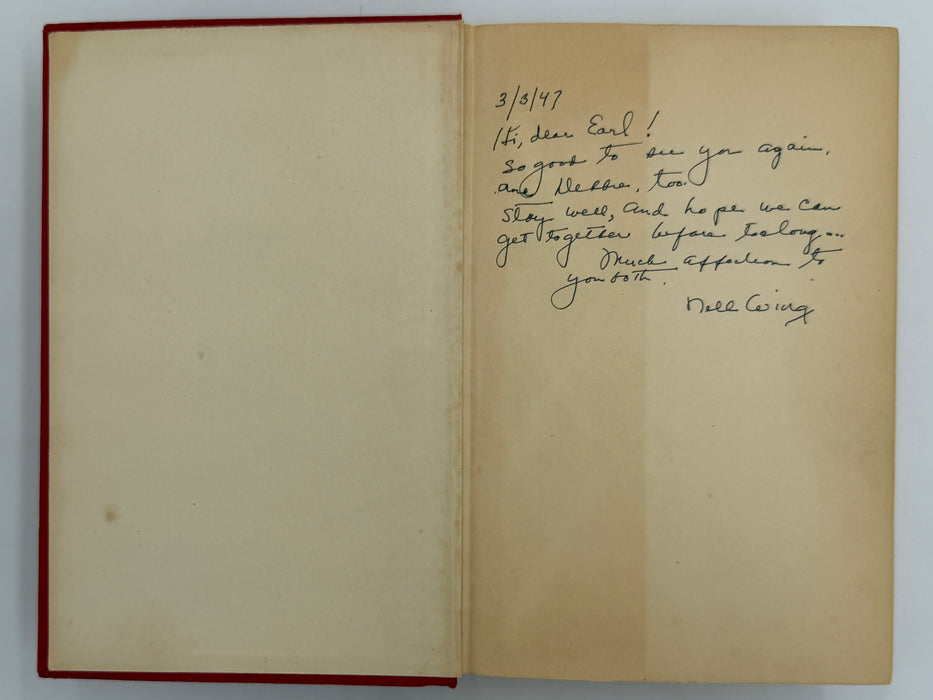 3/3/47
Hi, dear Earl!
So good to see you again,
and Debbie, too.
Stay well, and hope we can
get together before too long...
Much affection to
you both.
Nell Wing